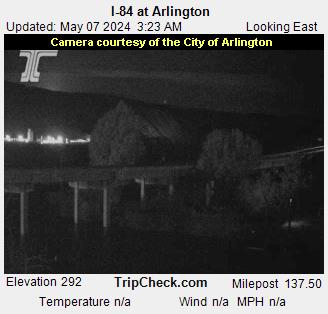 I-84 at Arlington
Updated: May 07 2024 3:23 AM Looking East
Camera courtesy of the City of Arlington
Elevation 292 TripCheck.com Milepost 137.50
Temperature n/a Wind n/a MPH n/a